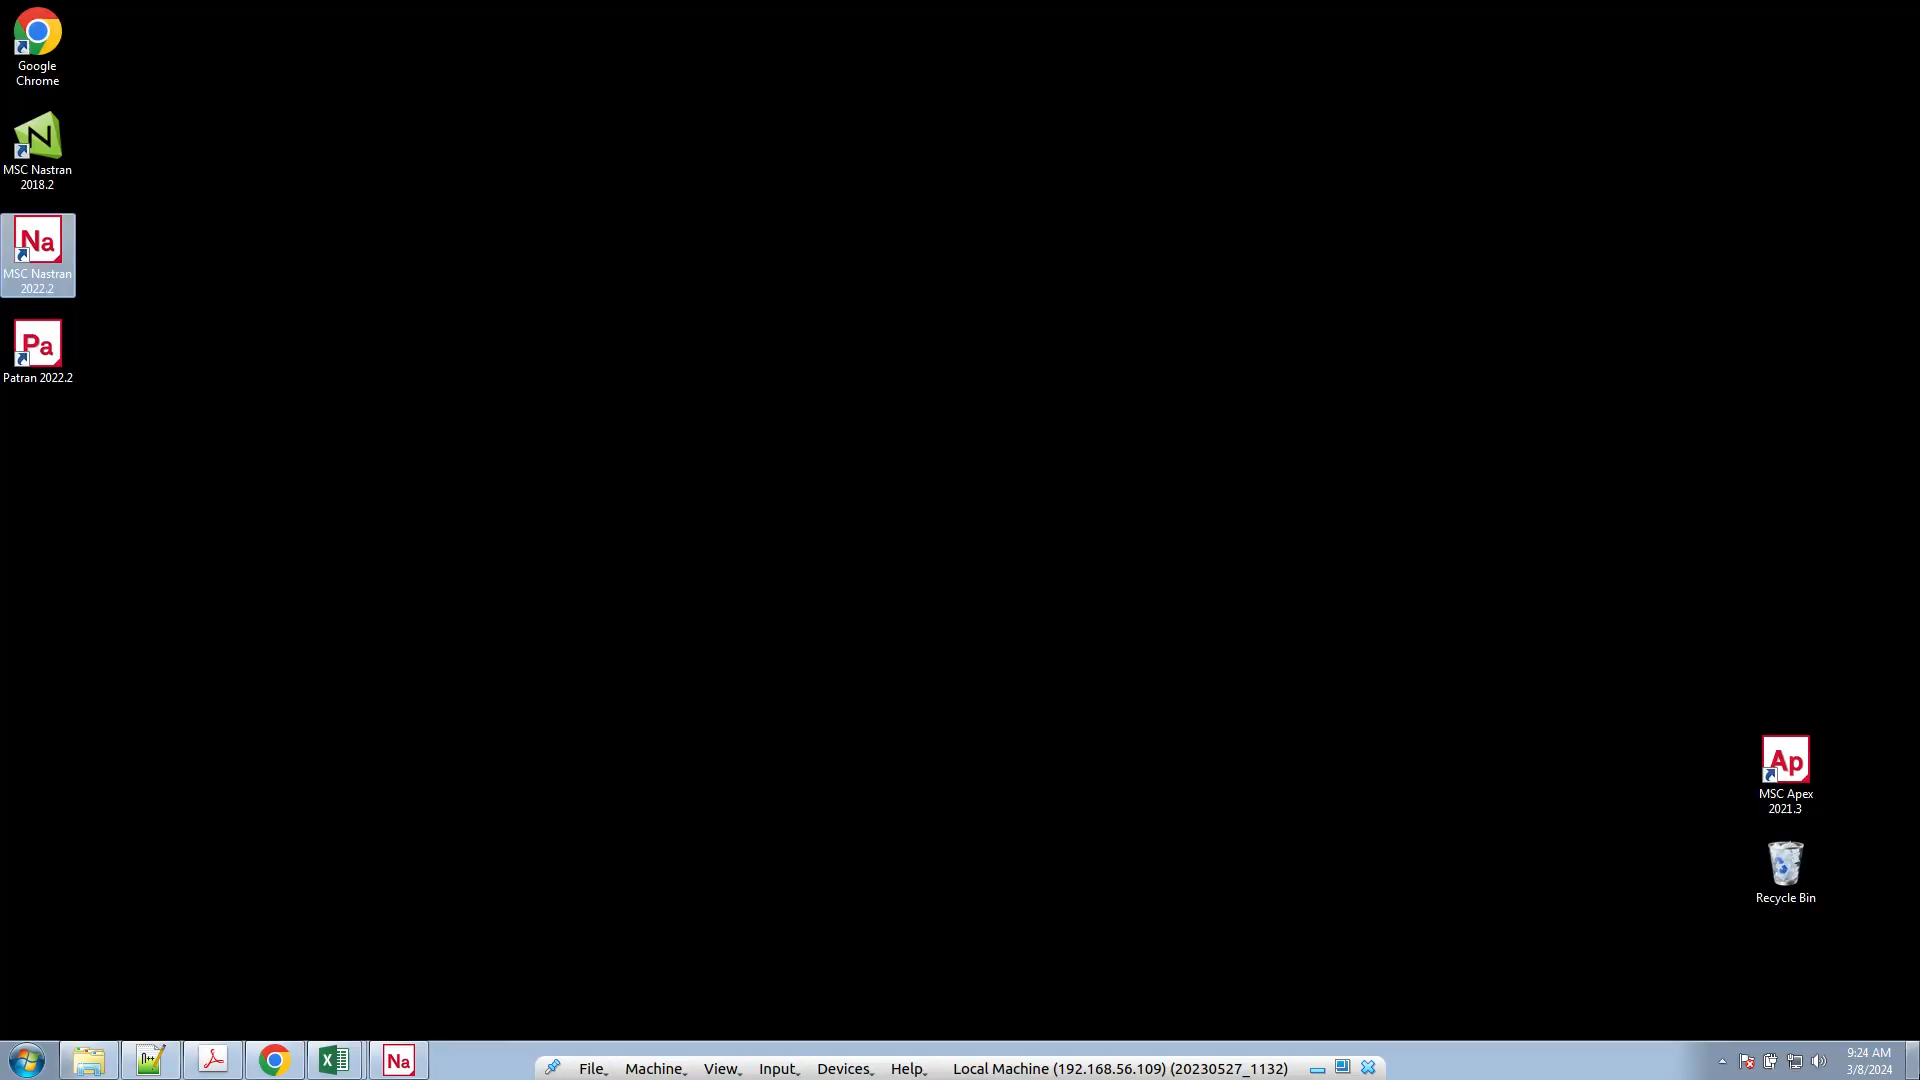 Google
Chrome
N
MSC Nastran
2018.2
Na
MSC Nastran
2022.2
Pa
Patran 2022.2
Ap
MSC Apex
2021.3
Recycle Bin
Na
File
Machine
View
Input
Devices
Help
Local Machine (192.168.56.109) (20230527_1132)
9:24 AM
3/8/2024